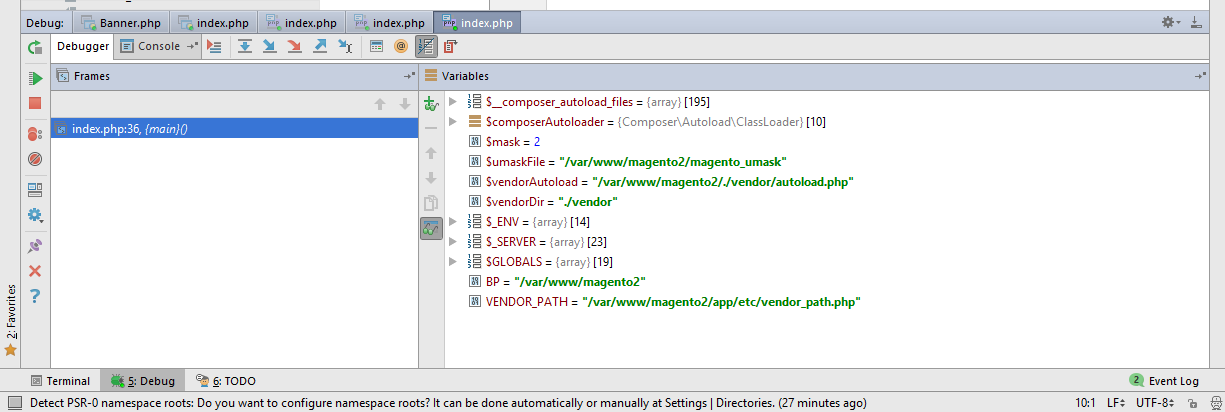 Debug: Banner.php index.php index.php index.php index.php
Debugger Console
Frames
Variables
index.php:36, {main}()
$__composer_autoload_files = {array} [195]
$composerAutoloader = {Composer\Autoload\ClassLoader} [10]
$mask = 2
$umaskFile = "/var/www/magento2/magento_umask"
$vendorAutoload = "/var/www/magento2/./vendor/autoload.php"
$vendorDir = "./vendor"
$_ENV = {array} [14]
$_SERVER = {array} [23]
$GLOBALS = {array} [19]
BP = "/var/www/magento2"
VENDOR_PATH = "/var/www/magento2/app/etc/vendor_path.php"
2: Favorites
Terminal 5: Debug 6: TODO 2 Event Log
Detect PSR-0 namespace roots: Do you want to configure namespace roots? It can be done automatically or manually at Settings | Directories. (27 minutes ago) 10:1 LF UTF-8